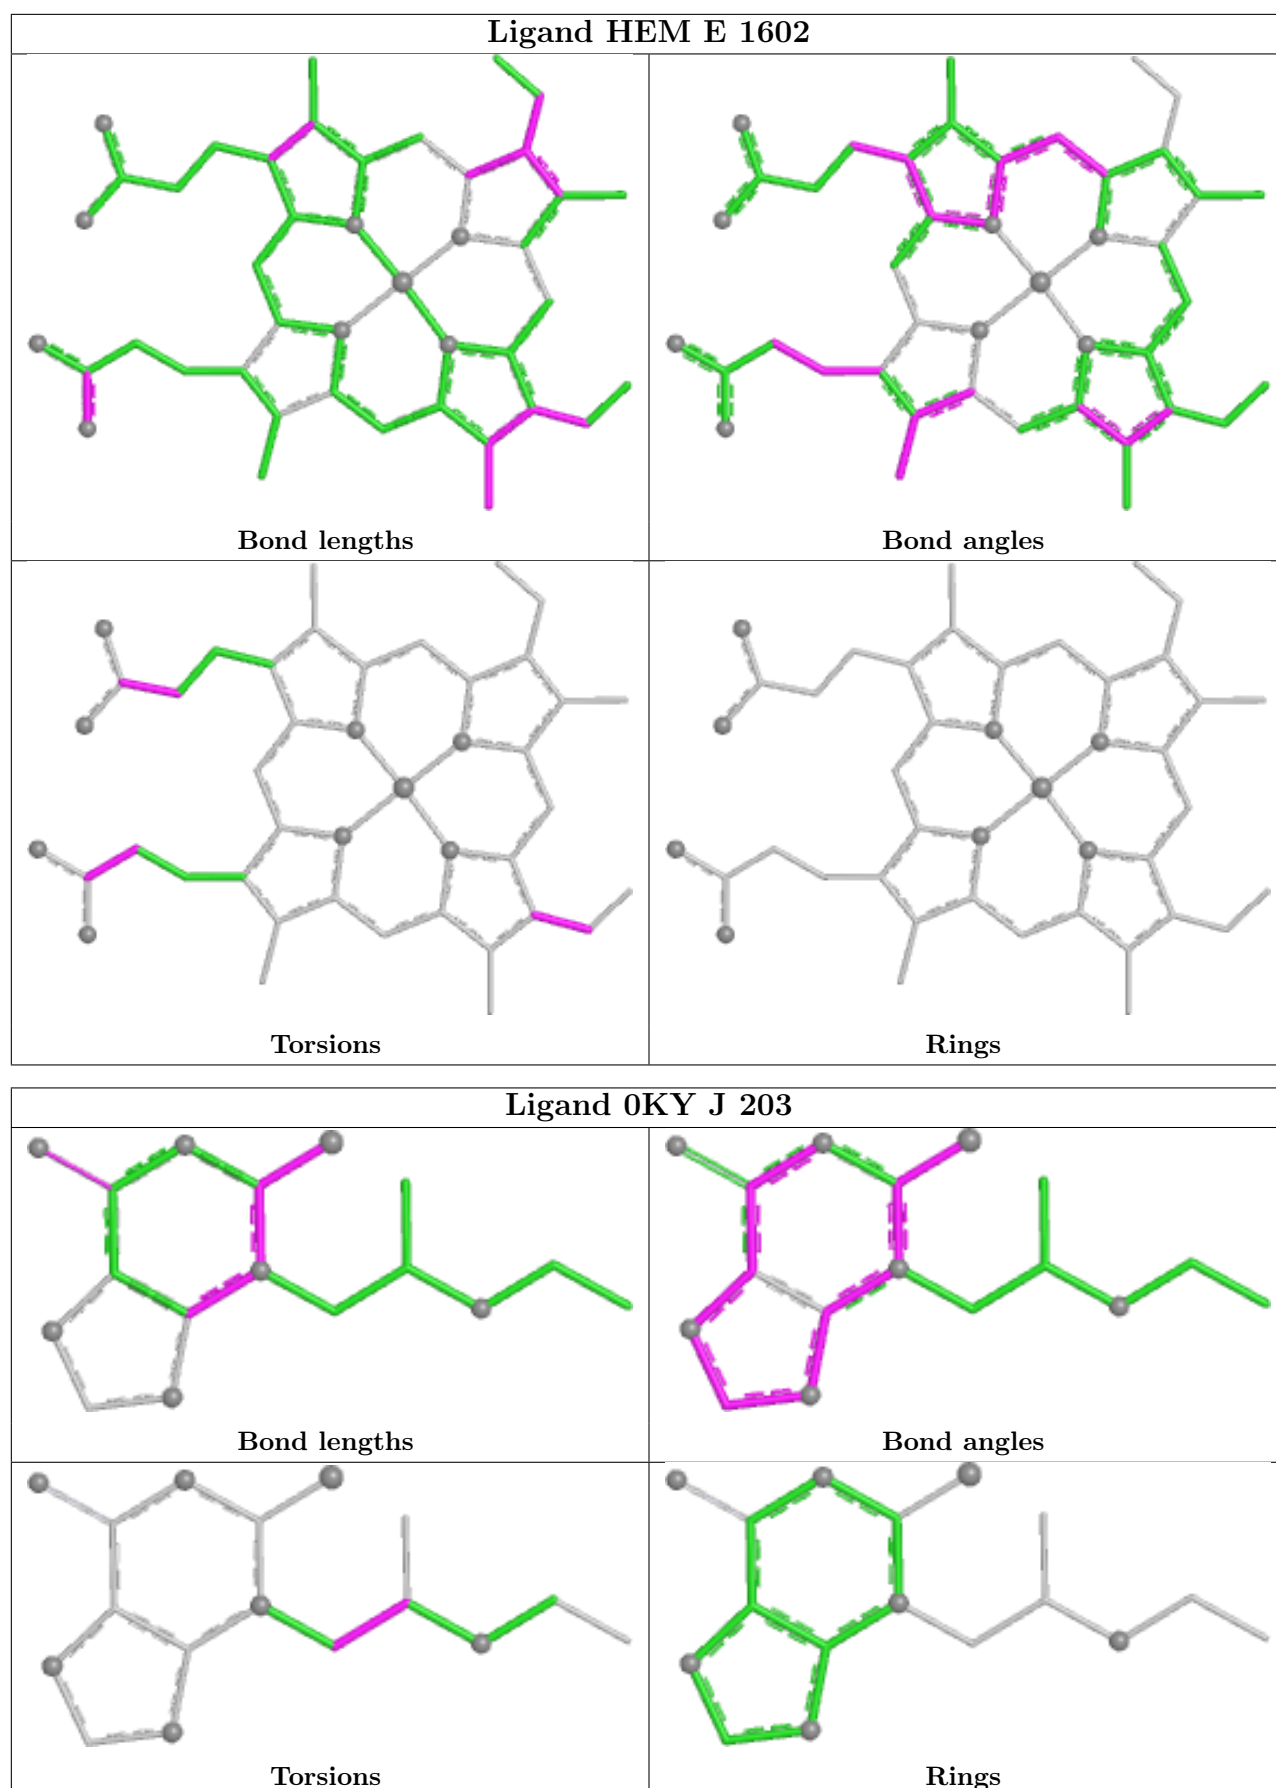 Ligand HEM E 1602
Bond lengths
Bond angles
Torsions
Rings
Ligand 0KY J 203
Bond lengths
Bond angles
Torsions
Rings